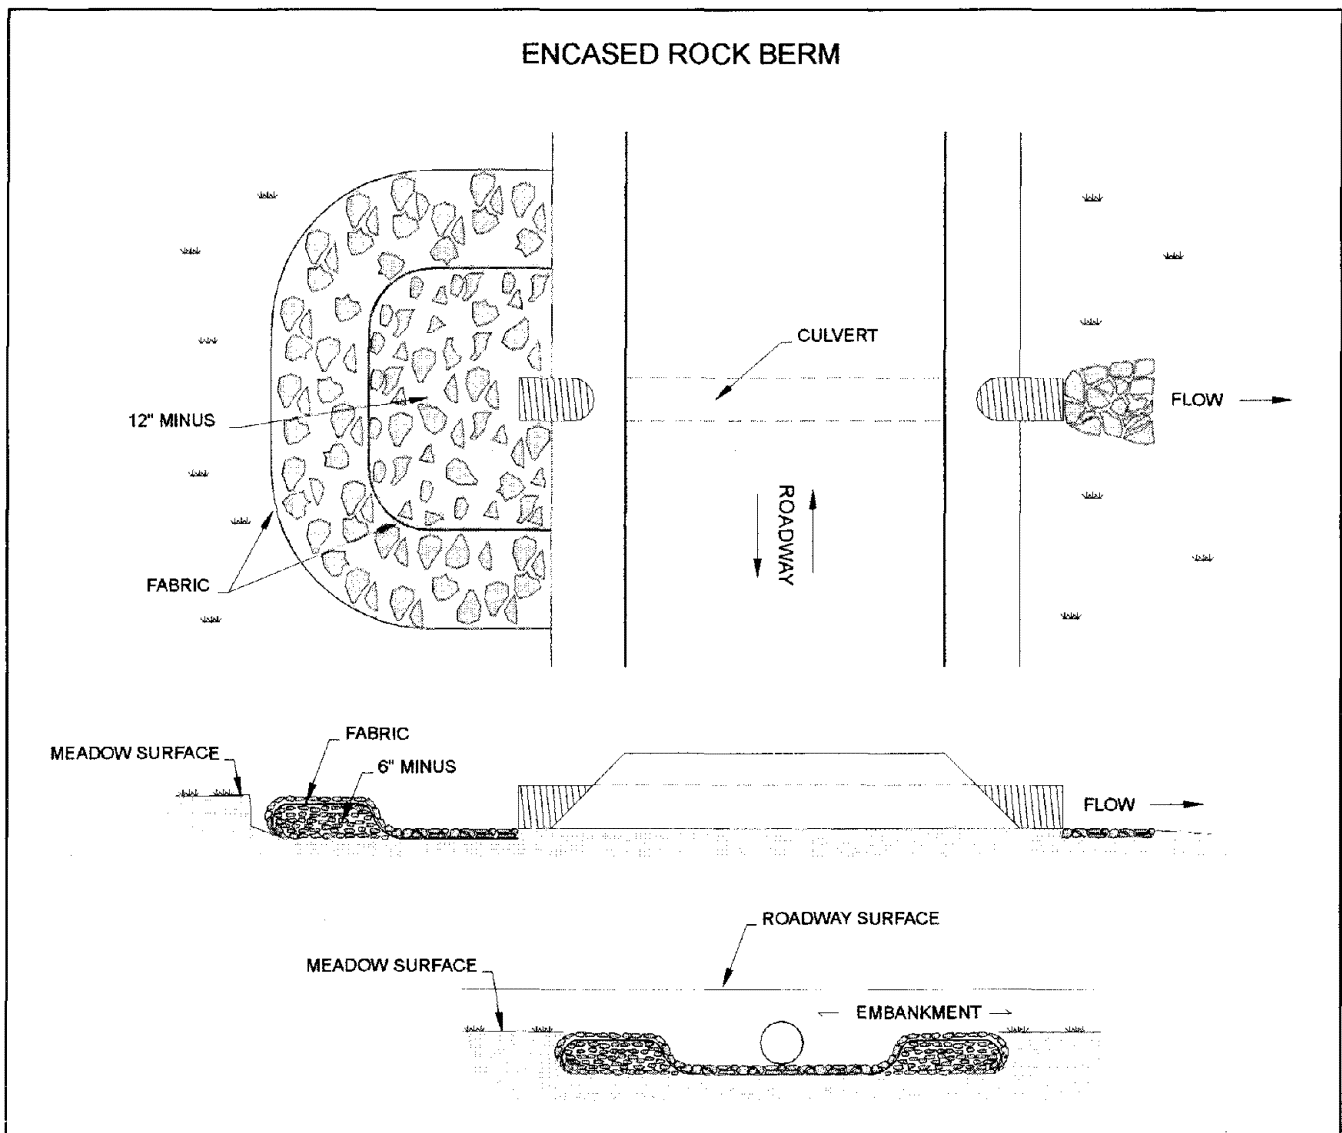 ENCASED ROCK BERM
CULVERT
12" MINUS
FLOW
ROADWAY
FABRIC
FABRIC
MEADOW SURFACE
6" MINUS
FLOW
ROADWAY SURFACE
MEADOW SURFACE
EMBANKMENT